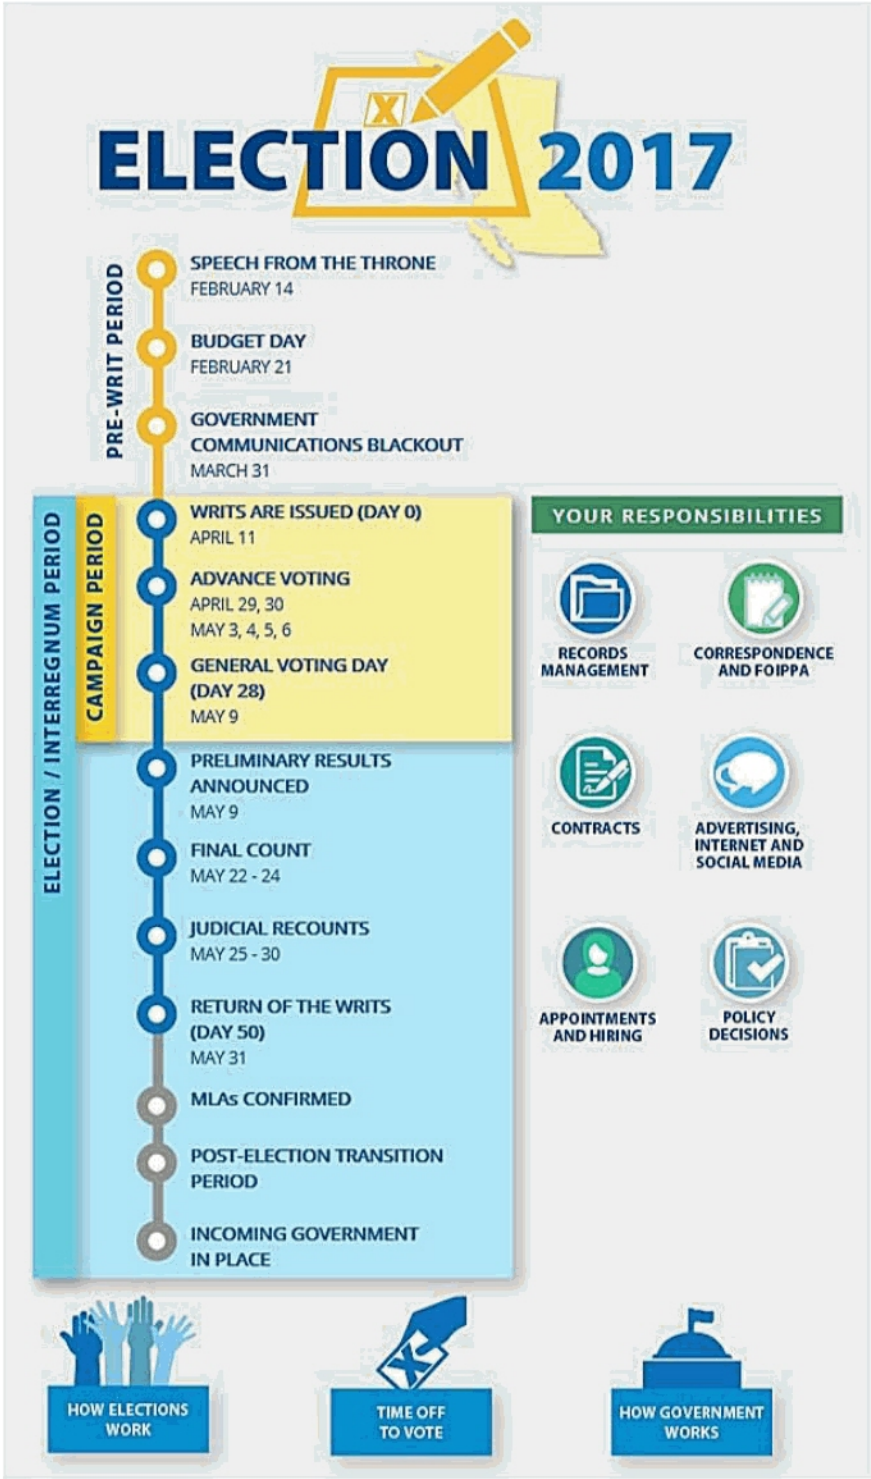 X
ELECTION 2017
PRE-WRIT PERIOD
SPEECH FROM THE THRONE
FEBRUARY 14
BUDGET DAY
FEBRUARY 21
GOVERNMENT
COMMUNICATIONS BLACKOUT
MARCH 31
ELECTION / INTERREGNUM PERIOD
CAMPAIGN PERIOD
WRITS ARE ISSUED (DAY 0)
APRIL 11
ADVANCE VOTING
APRIL 29, 30
MAY 3, 4, 5, 6
GENERAL VOTING DAY
(DAY 28)
MAY 9
PRELIMINARY RESULTS
ANNOUNCED
MAY 9
FINAL COUNT
MAY 22 - 24
JUDICIAL RECOUNTS
MAY 25 - 30
RETURN OF THE WRITS
(DAY 50)
MAY 31
MLAs CONFIRMED
POST-ELECTION TRANSITION
PERIOD
INCOMING GOVERNMENT
IN PLACE
YOUR RESPONSIBILITIES
RECORDS
MANAGEMENT
CORRESPONDENCE
AND FOIPPA
CONTRACTS
ADVERTISING,
INTERNET AND
SOCIAL MEDIA
APPOINTMENTS
AND HIRING
POLICY
DECISIONS
HOW ELECTIONS
WORK
X
TIME OFF
TO VOTE
HOW GOVERNMENT
WORKS